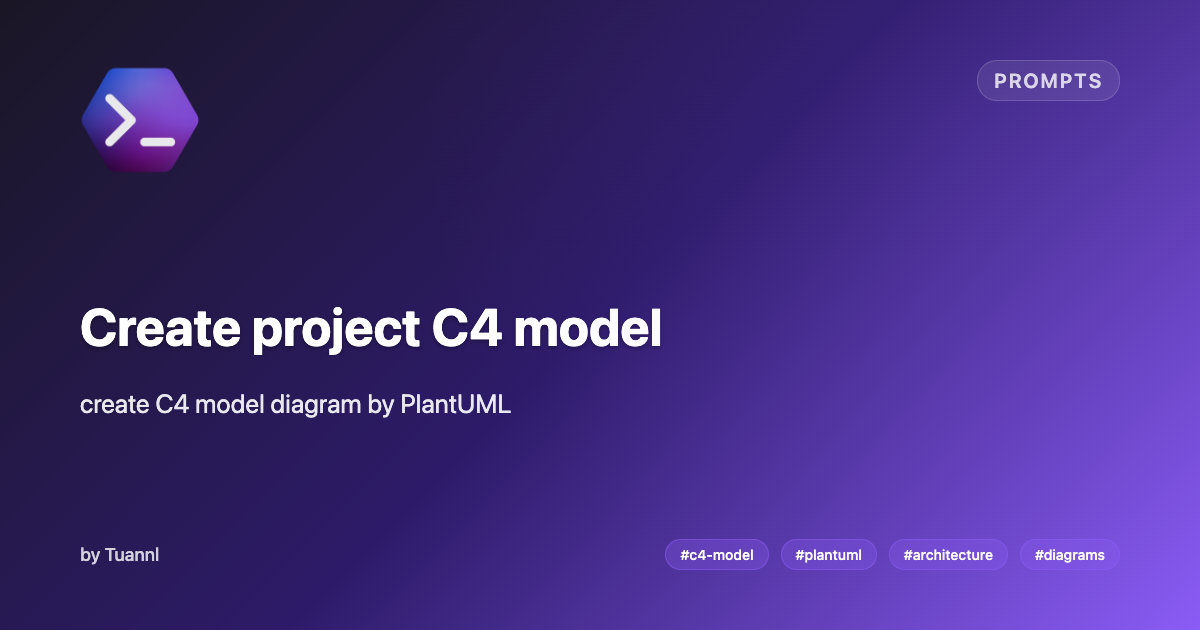 PROMPTS
Create project C4 model
create C4 model diagram by PlantUML
by Tuannl
#c4-model
#plantuml
#architecture
#diagrams